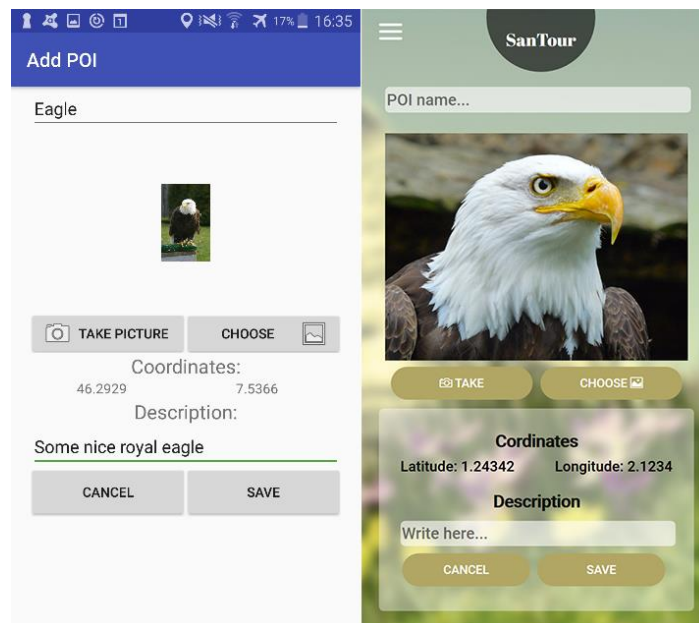 17% 16:35
Add POI
Eagle
TAKE PICTURE CHOOSE
Coordinates:
46.2929 7.5366
Description:
Some nice royal eagle
CANCEL SAVE
SanTour
POI name...
TAKE CHOOSE
Cordinates
Latitude: 1.24342 Longitude: 2.1234
Description
Write here...
CANCEL SAVE